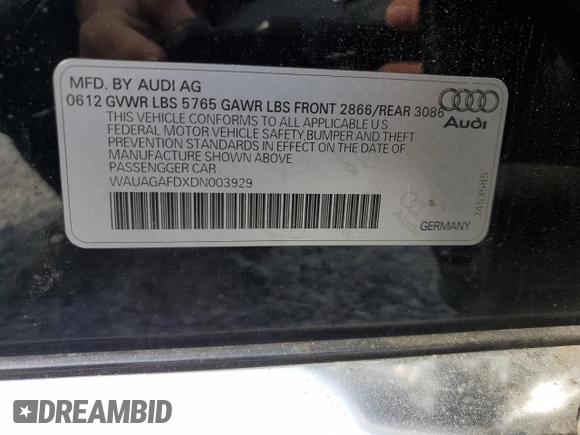 MFD. BY AUDI AG
0612 GVWR LBS 5765 GAWR LBS FRONT 2866/REAR 3086
THIS VEHICLE CONFORMS TO ALL APPLICABLE U.S
FEDERAL MOTOR VEHICLE SAFETY,BUMPER AND THEFT
PREVENTION STANDARDS IN EFFECT ON THE DATE OF
MANUFACTURE SHOWN ABOVE
PASSENGGER CAR
WAUAGAFDXDN003929
Audi
2453585
GERMANY
DREAMBID